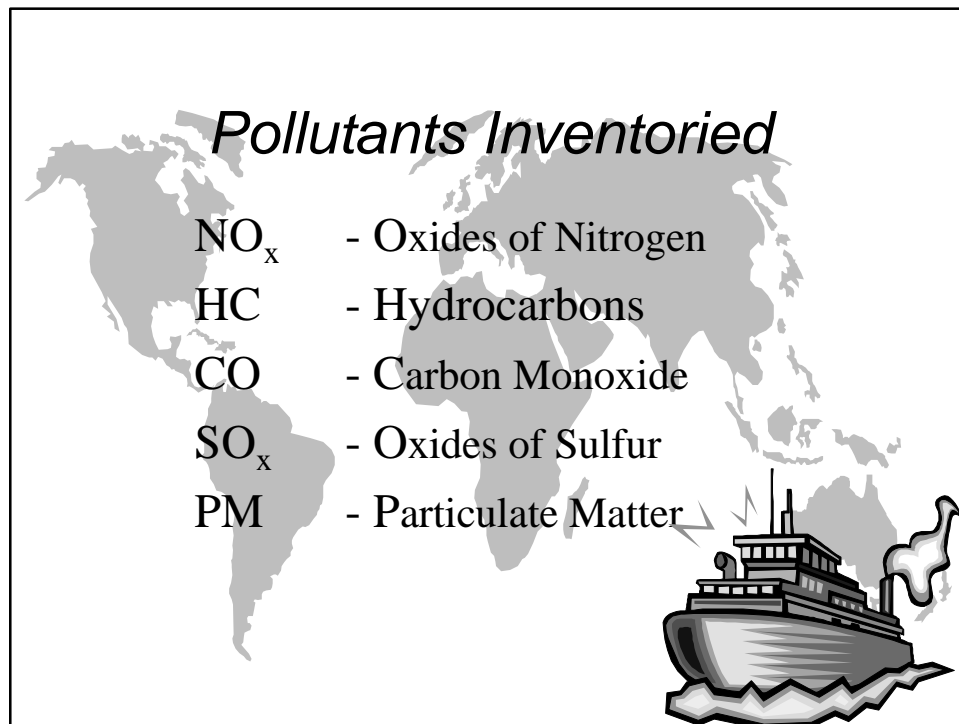 Pollutants Inventoried
NOx - Oxides of Nitrogen
HC - Hydrocarbons
CO - Carbon Monoxide
SOx - Oxides of Sulfur
PM - Particulate Matter